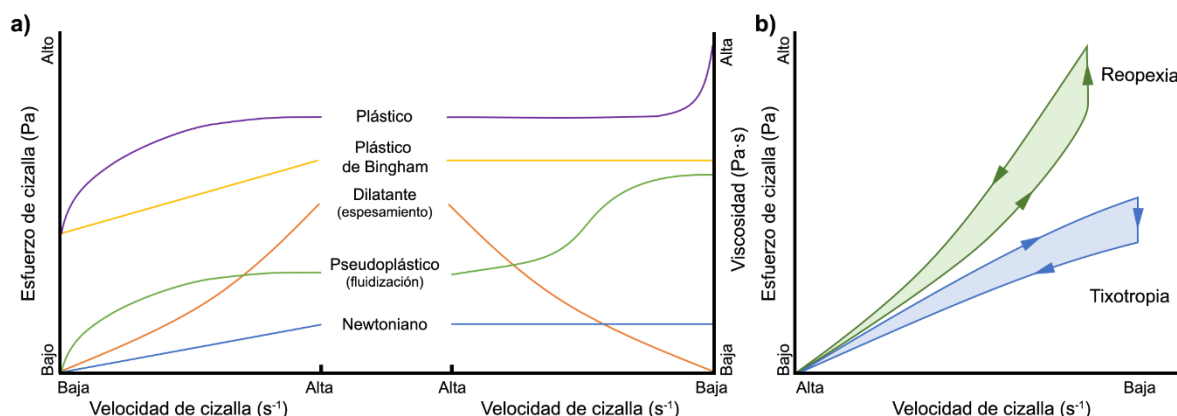 a)
Alto
Esfuerzo de cizalla (Pa)
Bajo
Plástico
Plástico
de Bingham
Dilatante
(espesamiento)
Pseudoplástico
(fluidización)
Newtoniano
Baja
Alta
Velocidad de cizalla (s⁻¹)
Alta
Baja
Velocidad de cizalla (s⁻¹)
Alta
Viscosidad (Pa·s)
Baja
b)
Alto
Esfuerzo de cizalla (Pa)
Bajo
Reopexia
Tixotropia
Alta
Baja
Velocidad de cizalla (s⁻¹)